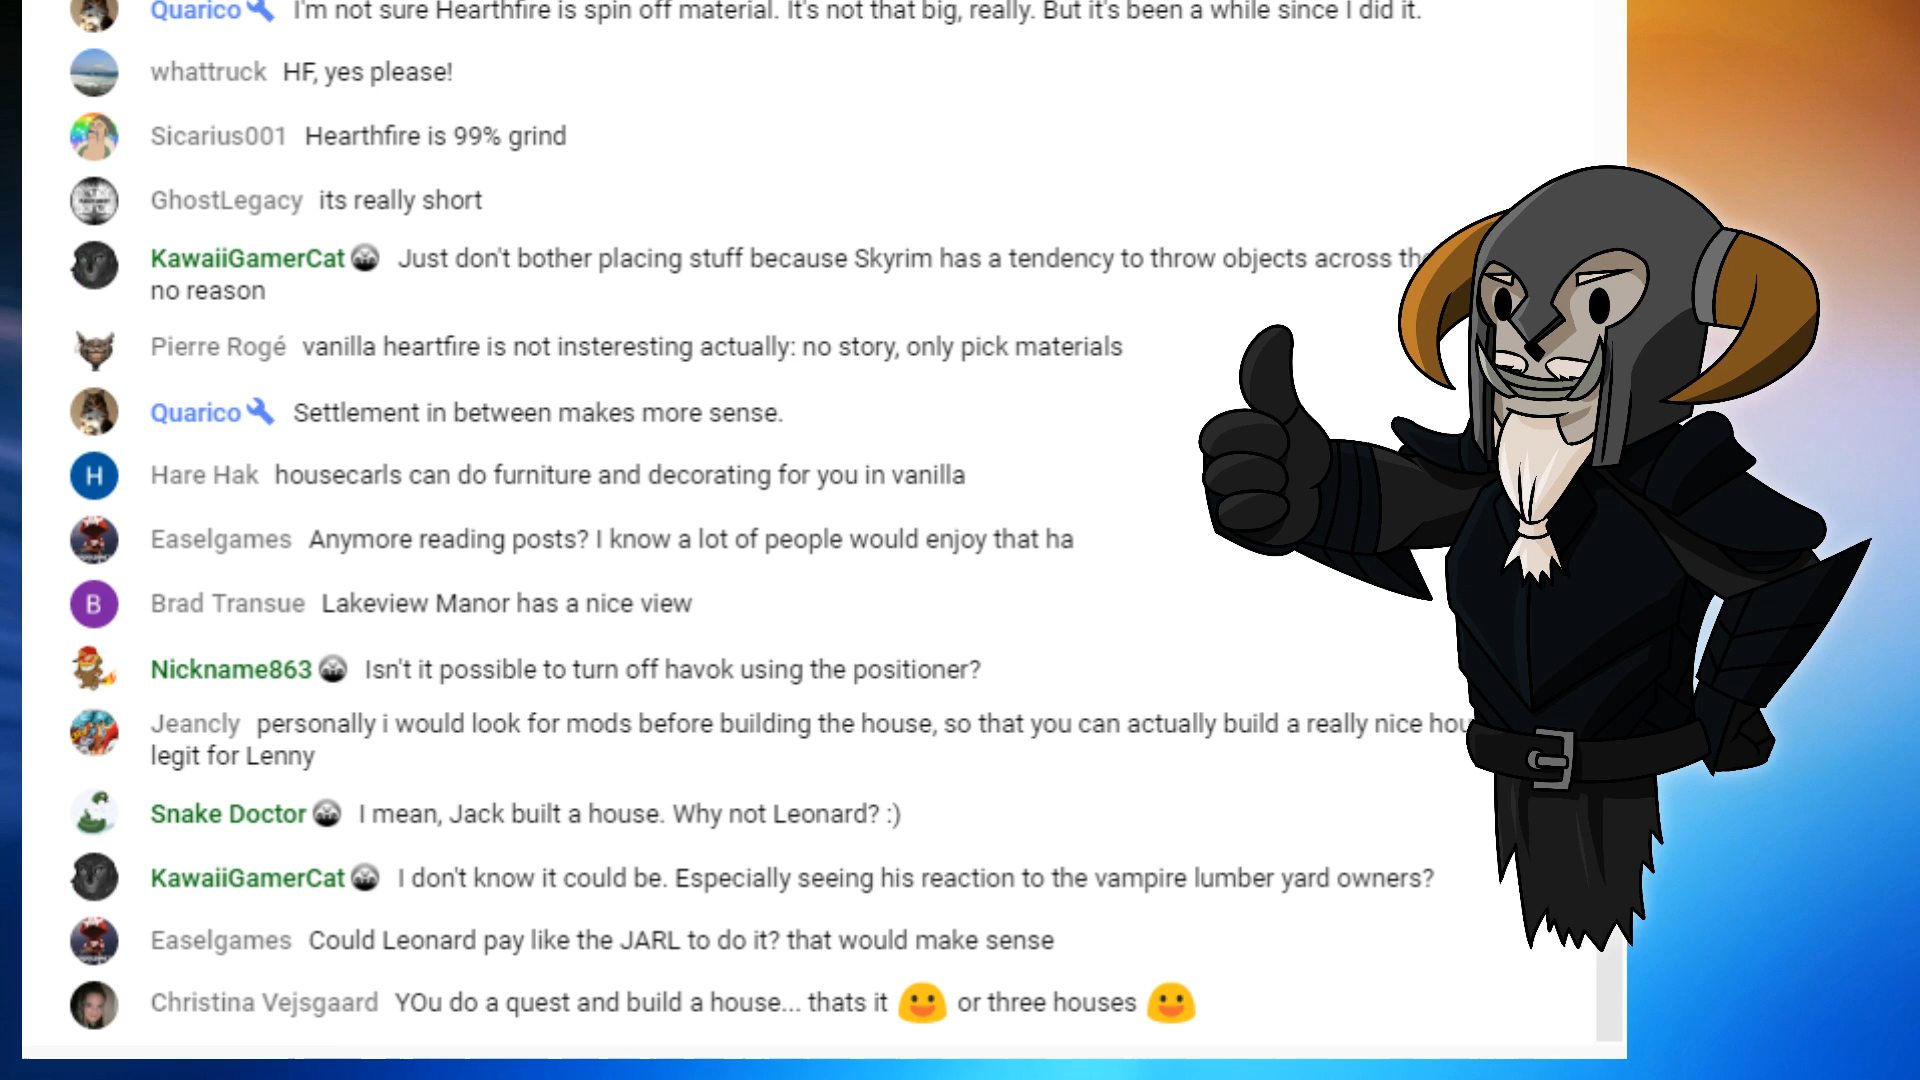 Quarico I'm not sure Hearthfire is spin off material. It's not that big, really. But it's been a while since I did it.
whattruck HF, yes please!
Sicarius001 Hearthfire is 99% grind
GhostLegacy its really short
KawaiiGamerCat Just don't bother placing stuff because Skyrim has a tendency to throw objects across
no reason
Pierre Rogé vanilla heartfire is not insteresting actually: no story, only pick materials
Quarico Settlement in between makes more sense.
H Hare Hak housecarls can do furniture and decorating for you in vanilla
Easelgames Anymore reading posts? I know a lot of people would enjoy that ha
B Brad Transue Lakeview Manor has a nice view
Nickname863 Isn't it possible to turn off havok using the positioner?
Jeancly personally i would look for mods before building the house, so that you can actually build a really nice
legit for Lenny
Snake Doctor I mean, Jack built a house. Why not Leonard? :)
KawaiiGamerCat I don't know it could be. Especially seeing his reaction to the vampire lumber yard owners?
Easelgames Could Leonard pay like the JARL to do it? that would make sense
Christina Vejsgaard YOu do a quest and build a house... thats it 😃 or three houses 😃